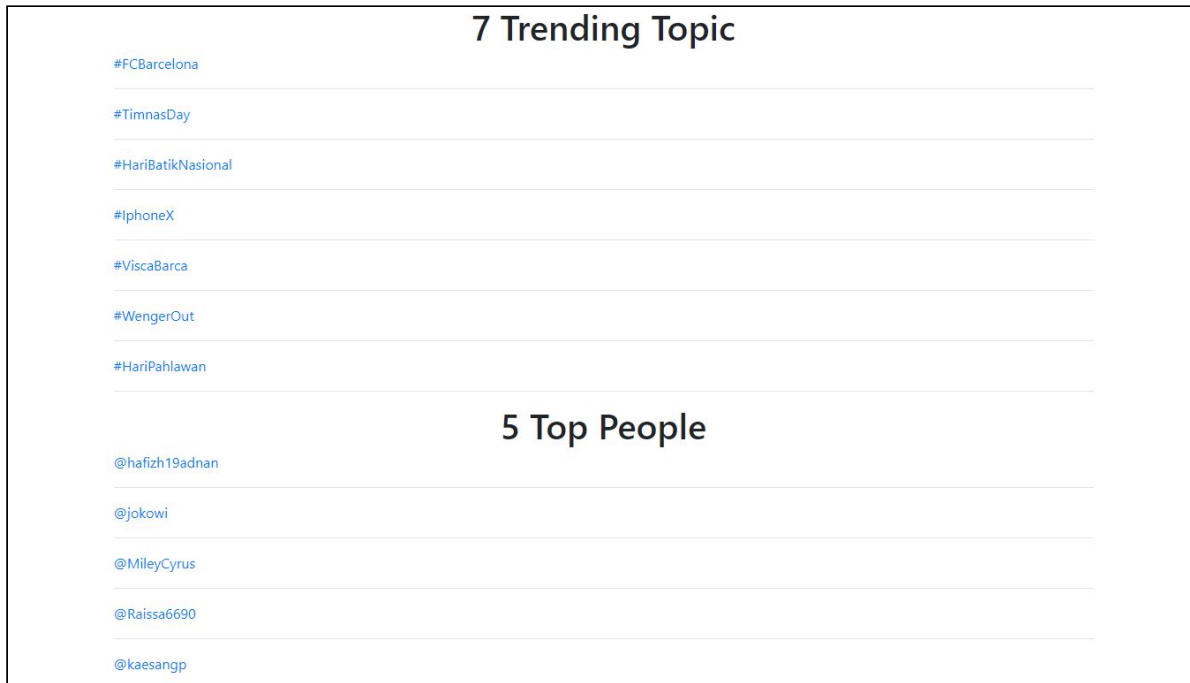 7 Trending Topic
#FCBarcelona
#TimnasDay
#HariBatikNasional
#IphoneX
#ViscaBarca
#WengerOut
#HariPahlawan
5 Top People
@hafizh19adnan
@jokowi
@MileyCyrus
@Raissa6690
@kaesangp